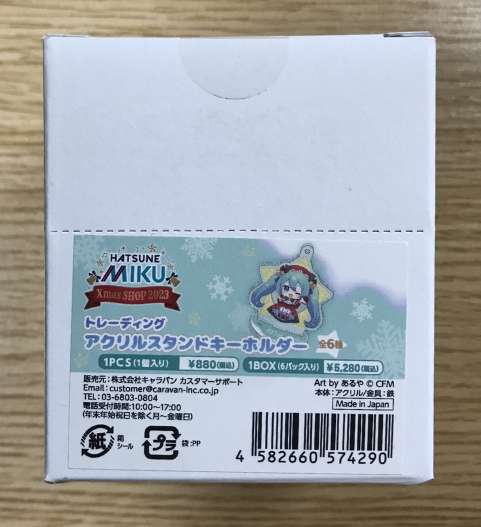 HATSUNE
MIKU
Xmas SHOP 2023
トレーディング
アクリルスタンドキーホルダー 全6種
1PCS(1個入り) ¥880(税込) 1BOX(6パック入り) ¥5,280(税込)
販売元:株式会社キャラバン カスタマーサポート
Email:customer@caravan-inc.co.jp
TEL:03-6803-0804
電話受付時間:10:00~17:00
(年末年始祝日を除く月~金曜日)
Art by あるや © CFM
本体:アクリル/金具:鉄
Made in Japan
紙 箱 シール プラ 袋:PP
4 582660 574290